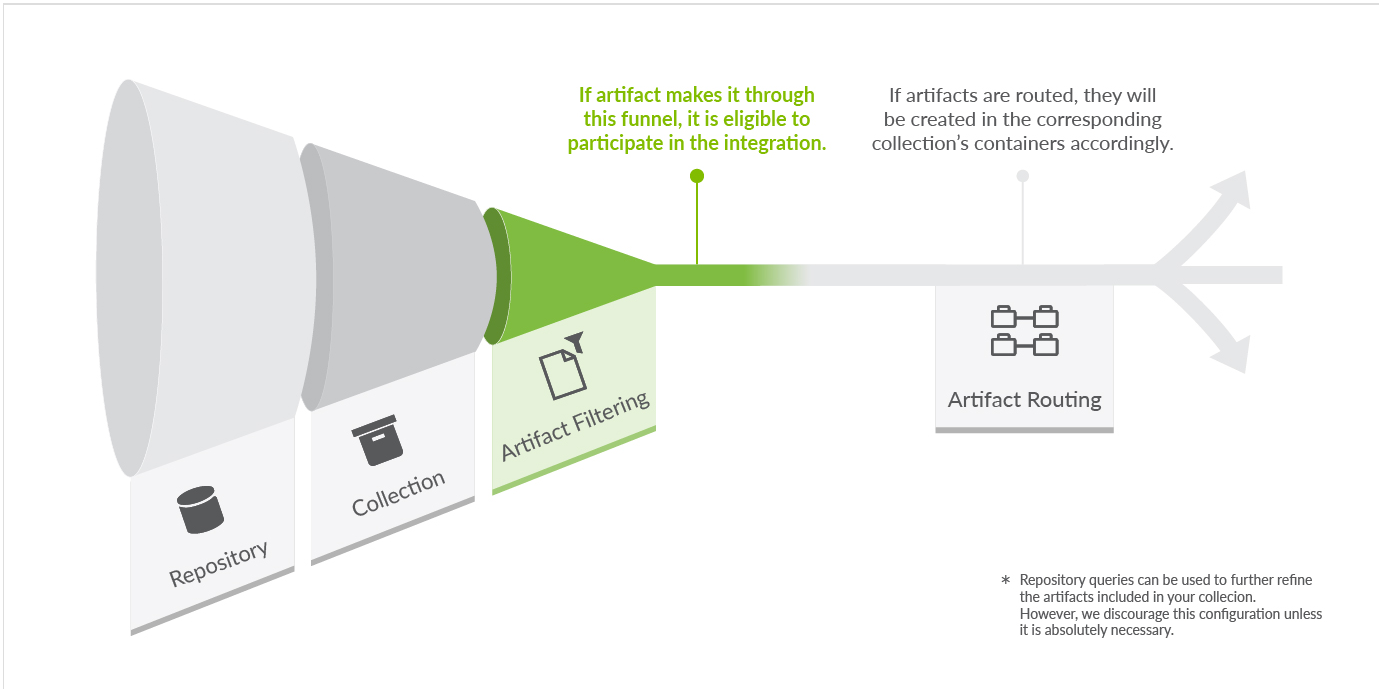 If artifact makes it through
this funnel, it is eligible to
participate in the integration.
If artifacts are routed, they will
be created in the corresponding
collection's containers accordingly.
Repository
Collection
Artifact Filtering
Artifact Routing
* Repository queries can be used to further refine
the artifacts included in your collecion.
However, we discourage this configuration unless
it is absolutely necessary.